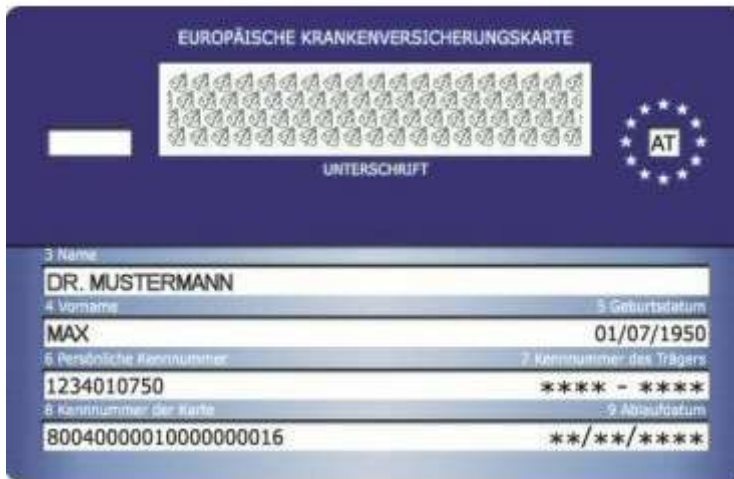 EUROPÄISCHE KRANKENVERSICHERUNGSKARTE
AT
UNTERSCHRIFT
3 Name
DR. MUSTERMANN
4 Vorname 5 Geburtsdatum
MAX 01/07/1950
6 Persönliche Kennnummer 7 Kennnummer des Trägers
1234010750 **** - ****
8 Kennnummer der Karte 9 Ablaufdatum
80040000010000000016 **/**/****